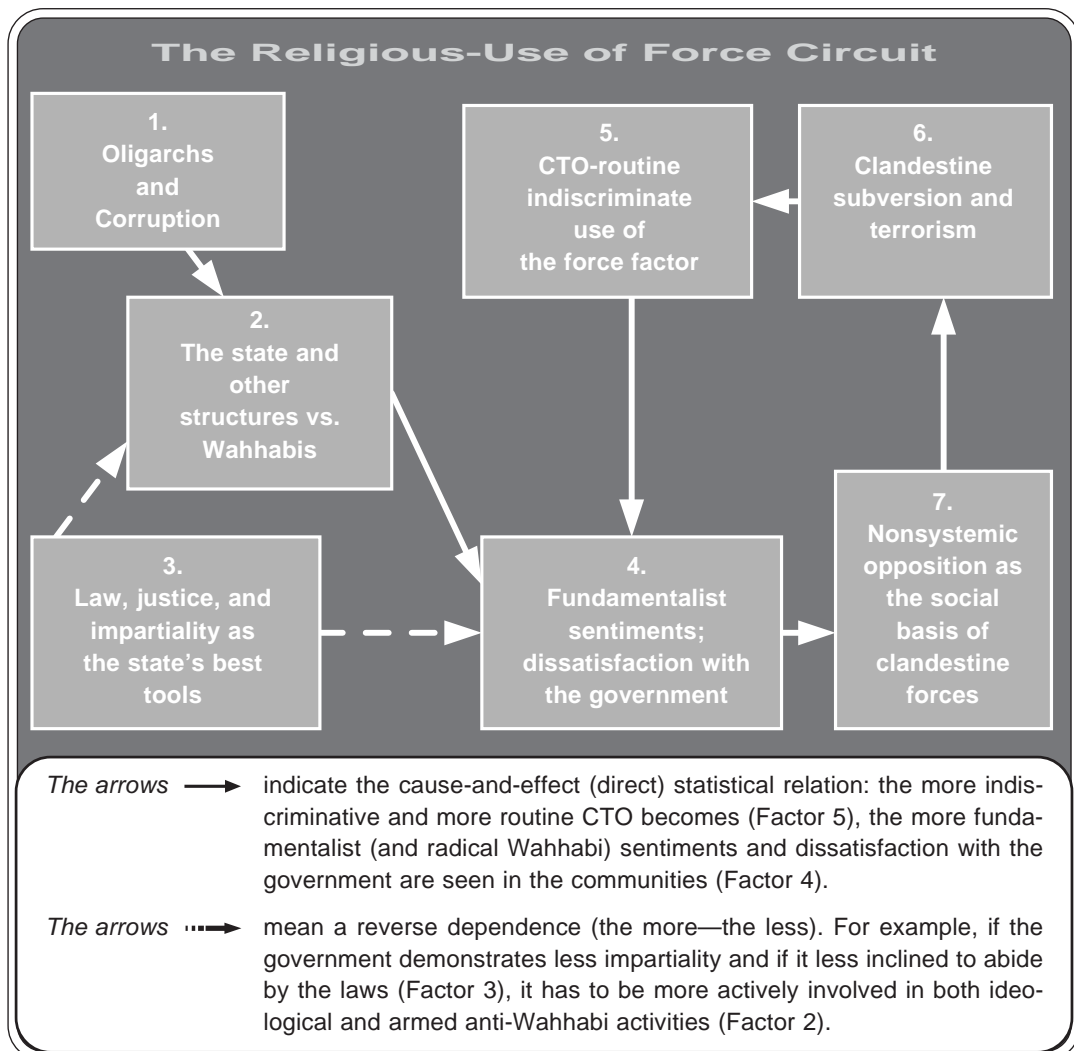 The Religious-Use of Force Circuit
1.
Oligarchs
and
Corruption
2.
The state and
other
structures vs.
Wahhabis
3.
Law, justice, and
impartiality as
the state’s best
tools
5.
CTO-routine
indiscriminate
use of
the force factor
6.
Clandestine
subversion and
terrorism
4.
Fundamentalist
sentiments;
dissatisfaction with
the government
7.
Nonsystemic
opposition as
the social
basis of
clandestine
forces
The arrows indicate the cause-and-effect (direct) statistical relation: the more indis-
criminative and more routine CTO becomes (Factor 5), the more funda-
mentalist (and radical Wahhabi) sentiments and dissatisfaction with the
government are seen in the communities (Factor 4).
The arrows mean a reverse dependence (the more—the less). For example, if the
government demonstrates less impartiality and if it less inclined to abide
by the laws (Factor 3), it has to be more actively involved in both ideo-
logical and armed anti-Wahhabi activities (Factor 2).